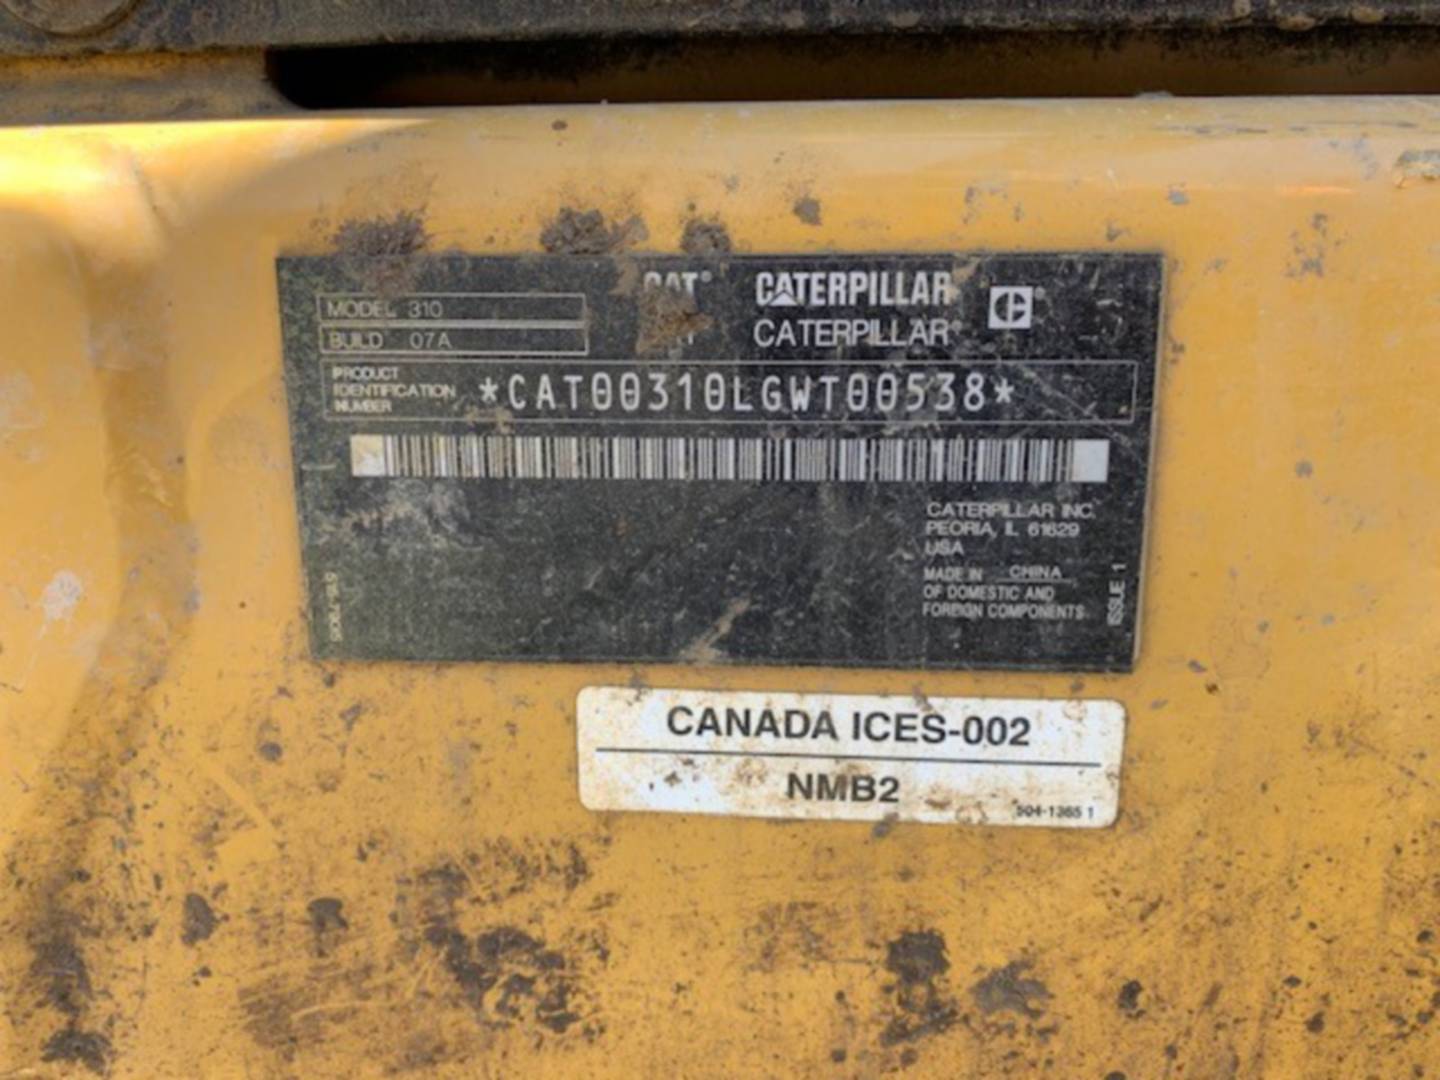 CAT® CATERPILLAR
MODEL 310
BUILD 07A
CATERPILLAR®
PRODUCT
IDENTIFICATION
NUMBER
*CAT00310LGWT00538*
CATERPILLAR INC.
PEORIA, IL 61629
USA
MADE IN CHINA
OF DOMESTIC AND
FOREIGN COMPONENTS
ISSUE 1
CANADA ICES-002
NMB2
504-1365 1